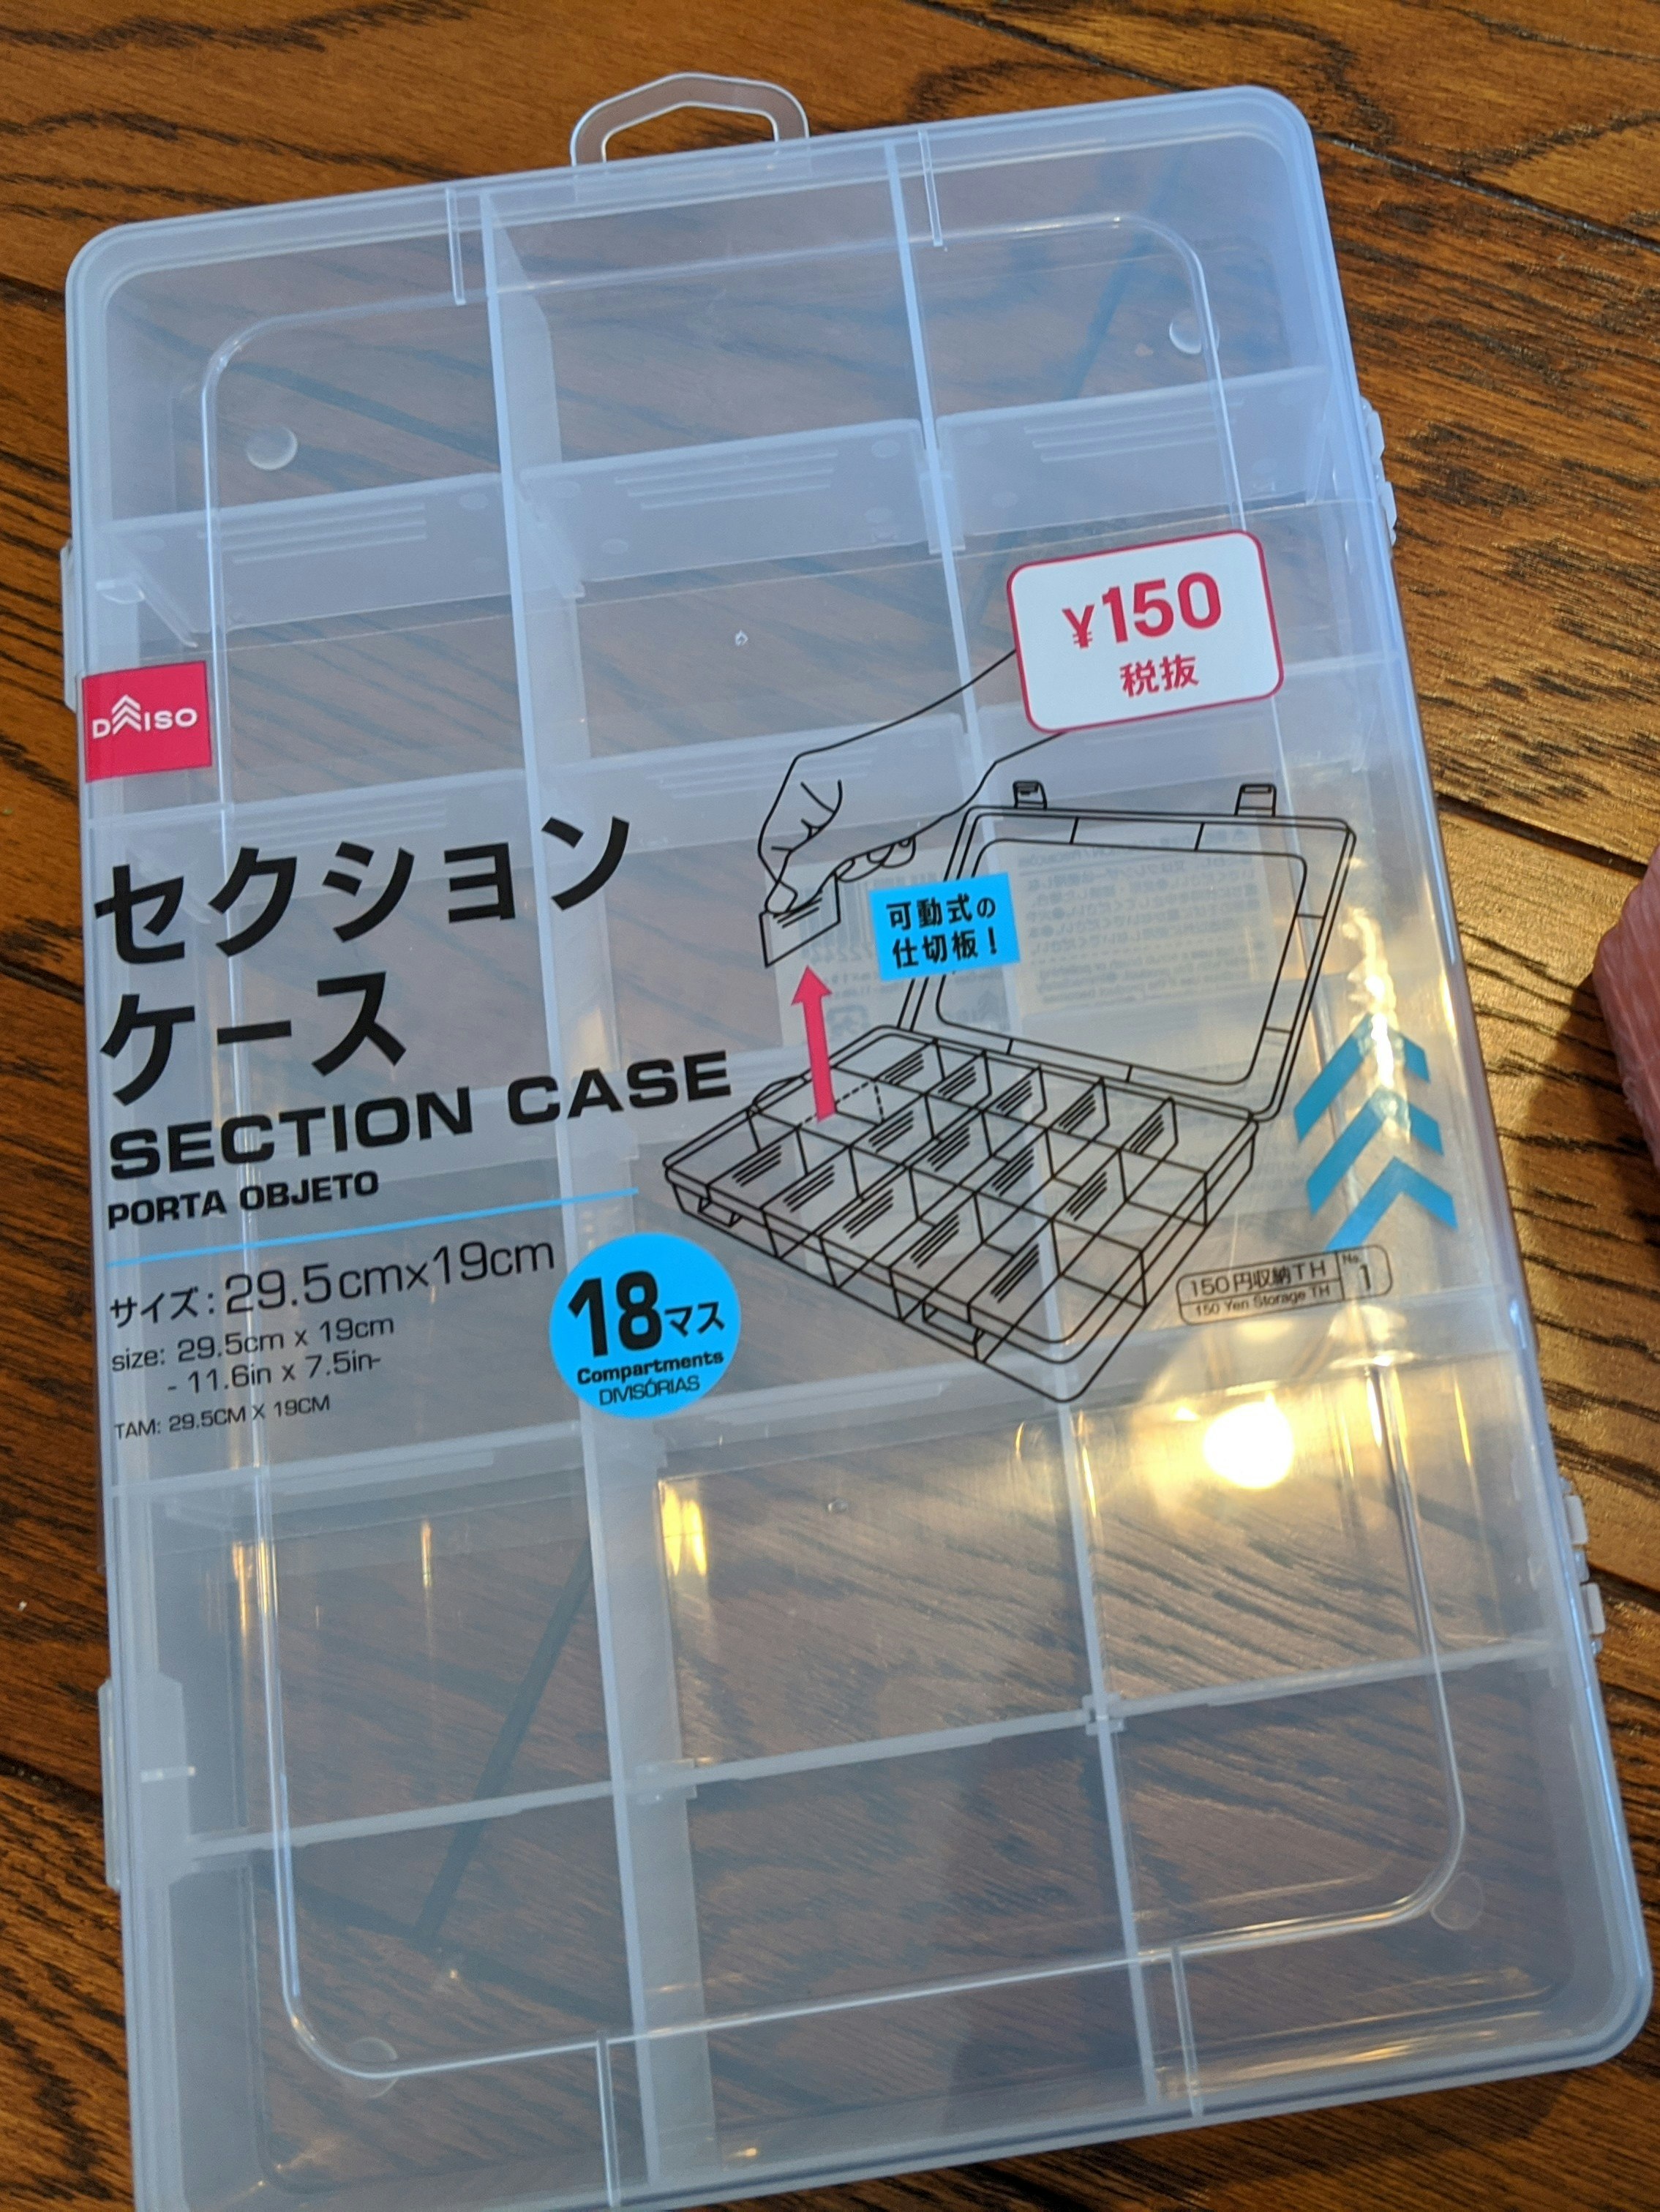 ¥150
税抜
DAISO
セクション
ケース
SECTION CASE
PORTA OBJETO
サイズ:29.5cmx19cm
size: 29.5cm x 19cm
- 11.6in x 7.5in-
TAM: 29.5CM X 19CM
18マス
Compartments
DIVISÓRIAS
可動式の
仕切板!
150円収納TH
150 Yen Storage TH
No.
1